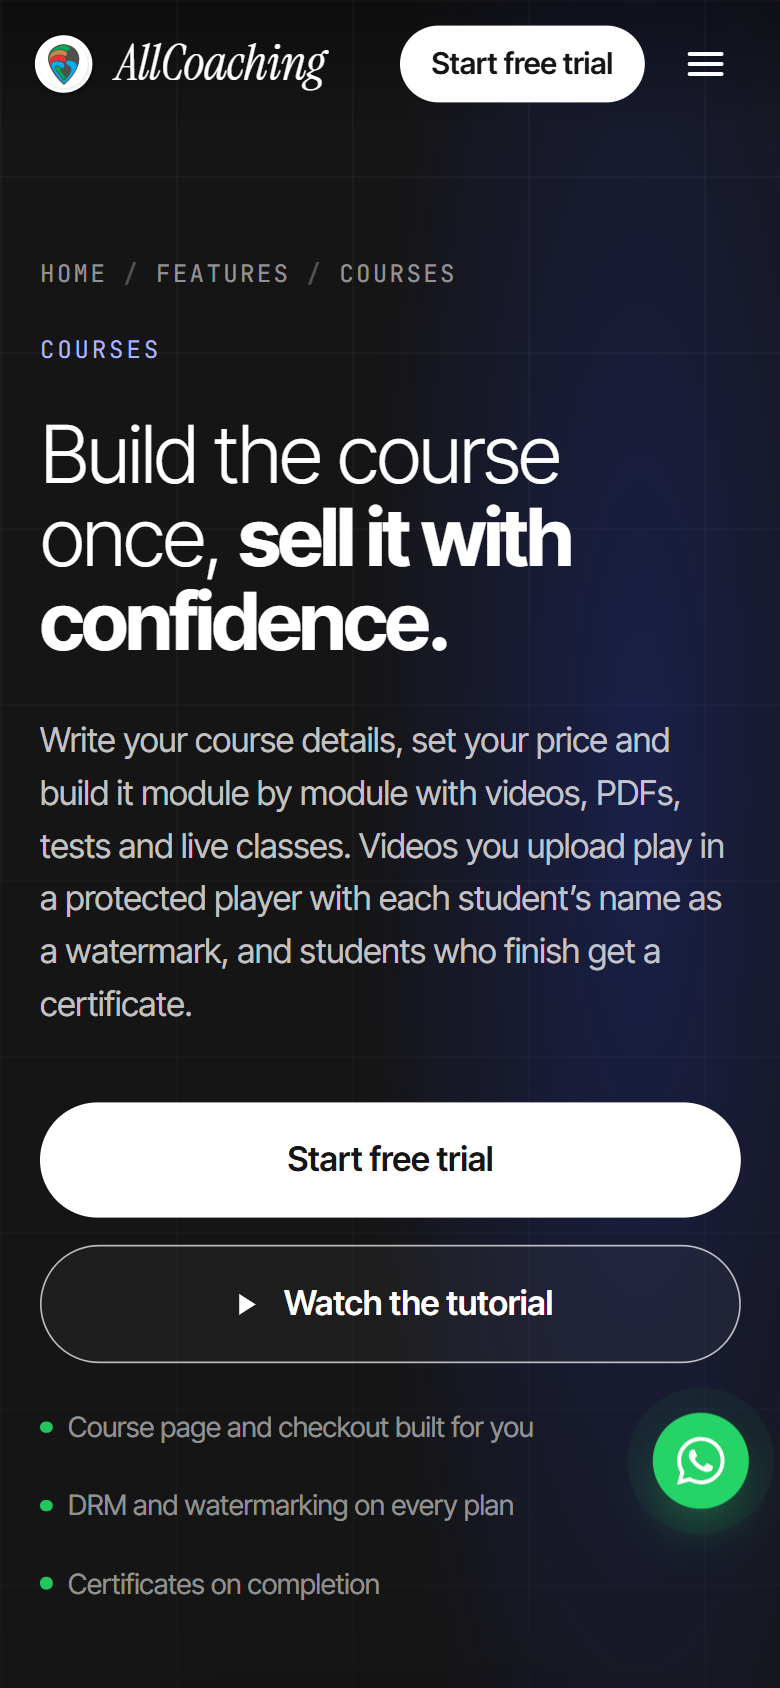 AllCoaching
Start free trial
HOME / FEATURES / COURSES
COURSES
Build the course
once, sell it with
confidence.
Write your course details, set your price and
build it module by module with videos, PDFs,
tests and live classes. Videos you upload play in
a protected player with each student’s name as
a watermark, and students who finish get a
certificate.
Start free trial
Watch the tutorial
Course page and checkout built for you
DRM and watermarking on every plan
Certificates on completion